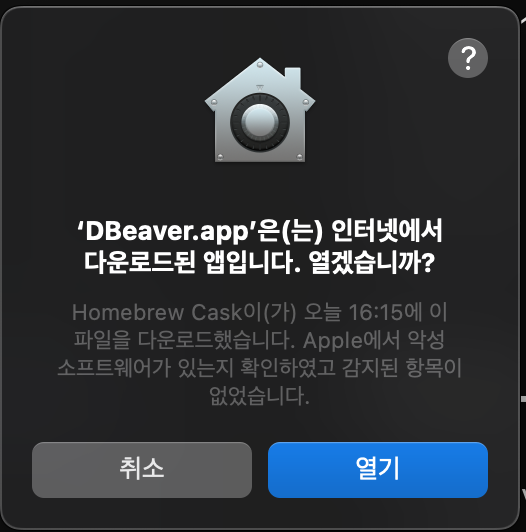 ?
‘DBeaver.app’은(는) 인터넷에서
다운로드된 앱입니다. 열겠습니까?
Homebrew Cask이(가) 오늘 16:15에 이
파일을 다운로드했습니다. Apple에서 악성
소프트웨어가 있는지 확인하였고 감지된 항목이
없었습니다.
취소
열기